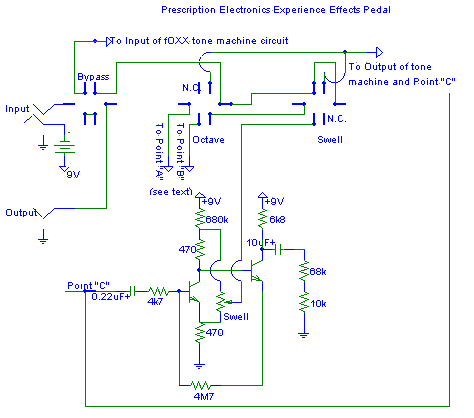 Prescription Electronics Experience Effects Pedal
To Input of fOXX tone machine circuit
To Output of tone
machine and Point "C"
Bypass
N.C.
Input
N.C.
Octave
Swell
To Point "A"
To Point "B"
9V
(see text)
Output
+9V
+9V
680k
6k8
10uF+
470
68k
Point "C"
0.22uF+
4k7
10k
Swell
470
4M7